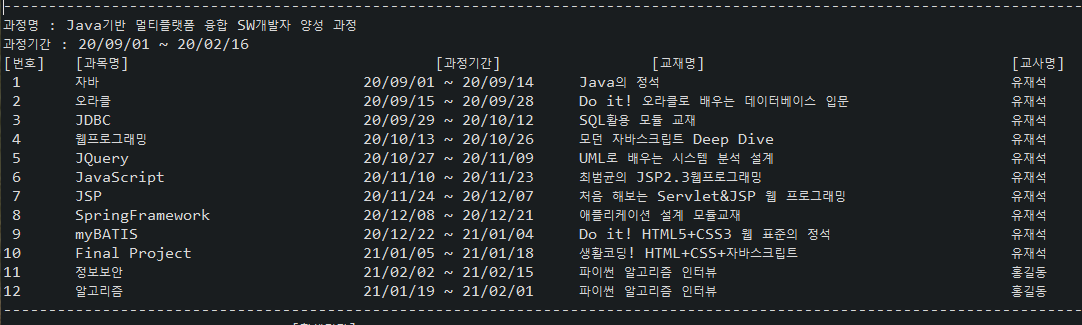 과정명 : Java기반 멀티플랫폼 융합 SW개발자 양성 과정
과정기간 : 20/09/01 ~ 20/02/16
[번호] [과목명] [과정기간] [교재명] [교사명]
1 자바 20/09/01 ~ 20/09/14 Java의 정석 유재석
2 오라클 20/09/15 ~ 20/09/28 Do it! 오라클로 배우는 데이터베이스 입문 유재석
3 JDBC 20/09/29 ~ 20/10/12 SQL활용 모듈 교재 유재석
4 웹프로그래밍 20/10/13 ~ 20/10/26 모던 자바스크립트 Deep Dive 유재석
5 JQuery 20/10/27 ~ 20/11/09 UML로 배우는 시스템 분석 설계 유재석
6 JavaScript 20/11/10 ~ 20/11/23 최범균의 JSP2.3웹프로그래밍 유재석
7 JSP 20/11/24 ~ 20/12/07 처음 해보는 Servlet&JSP 웹 프로그래밍 유재석
8 SpringFramework 20/12/08 ~ 20/12/21 애플리케이션 설계 모듈교재 유재석
9 myBATIS 20/12/22 ~ 21/01/04 Do it! HTML5+CSS3 웹 표준의 정석 유재석
10 Final Project 21/01/05 ~ 21/01/18 생활코딩! HTML+CSS+자바스크립트 유재석
11 정보보안 21/02/02 ~ 21/02/15 파이썬 알고리즘 인터뷰 홍길동
12 알고리즘 21/01/19 ~ 21/02/01 파이썬 알고리즘 인터뷰 홍길동